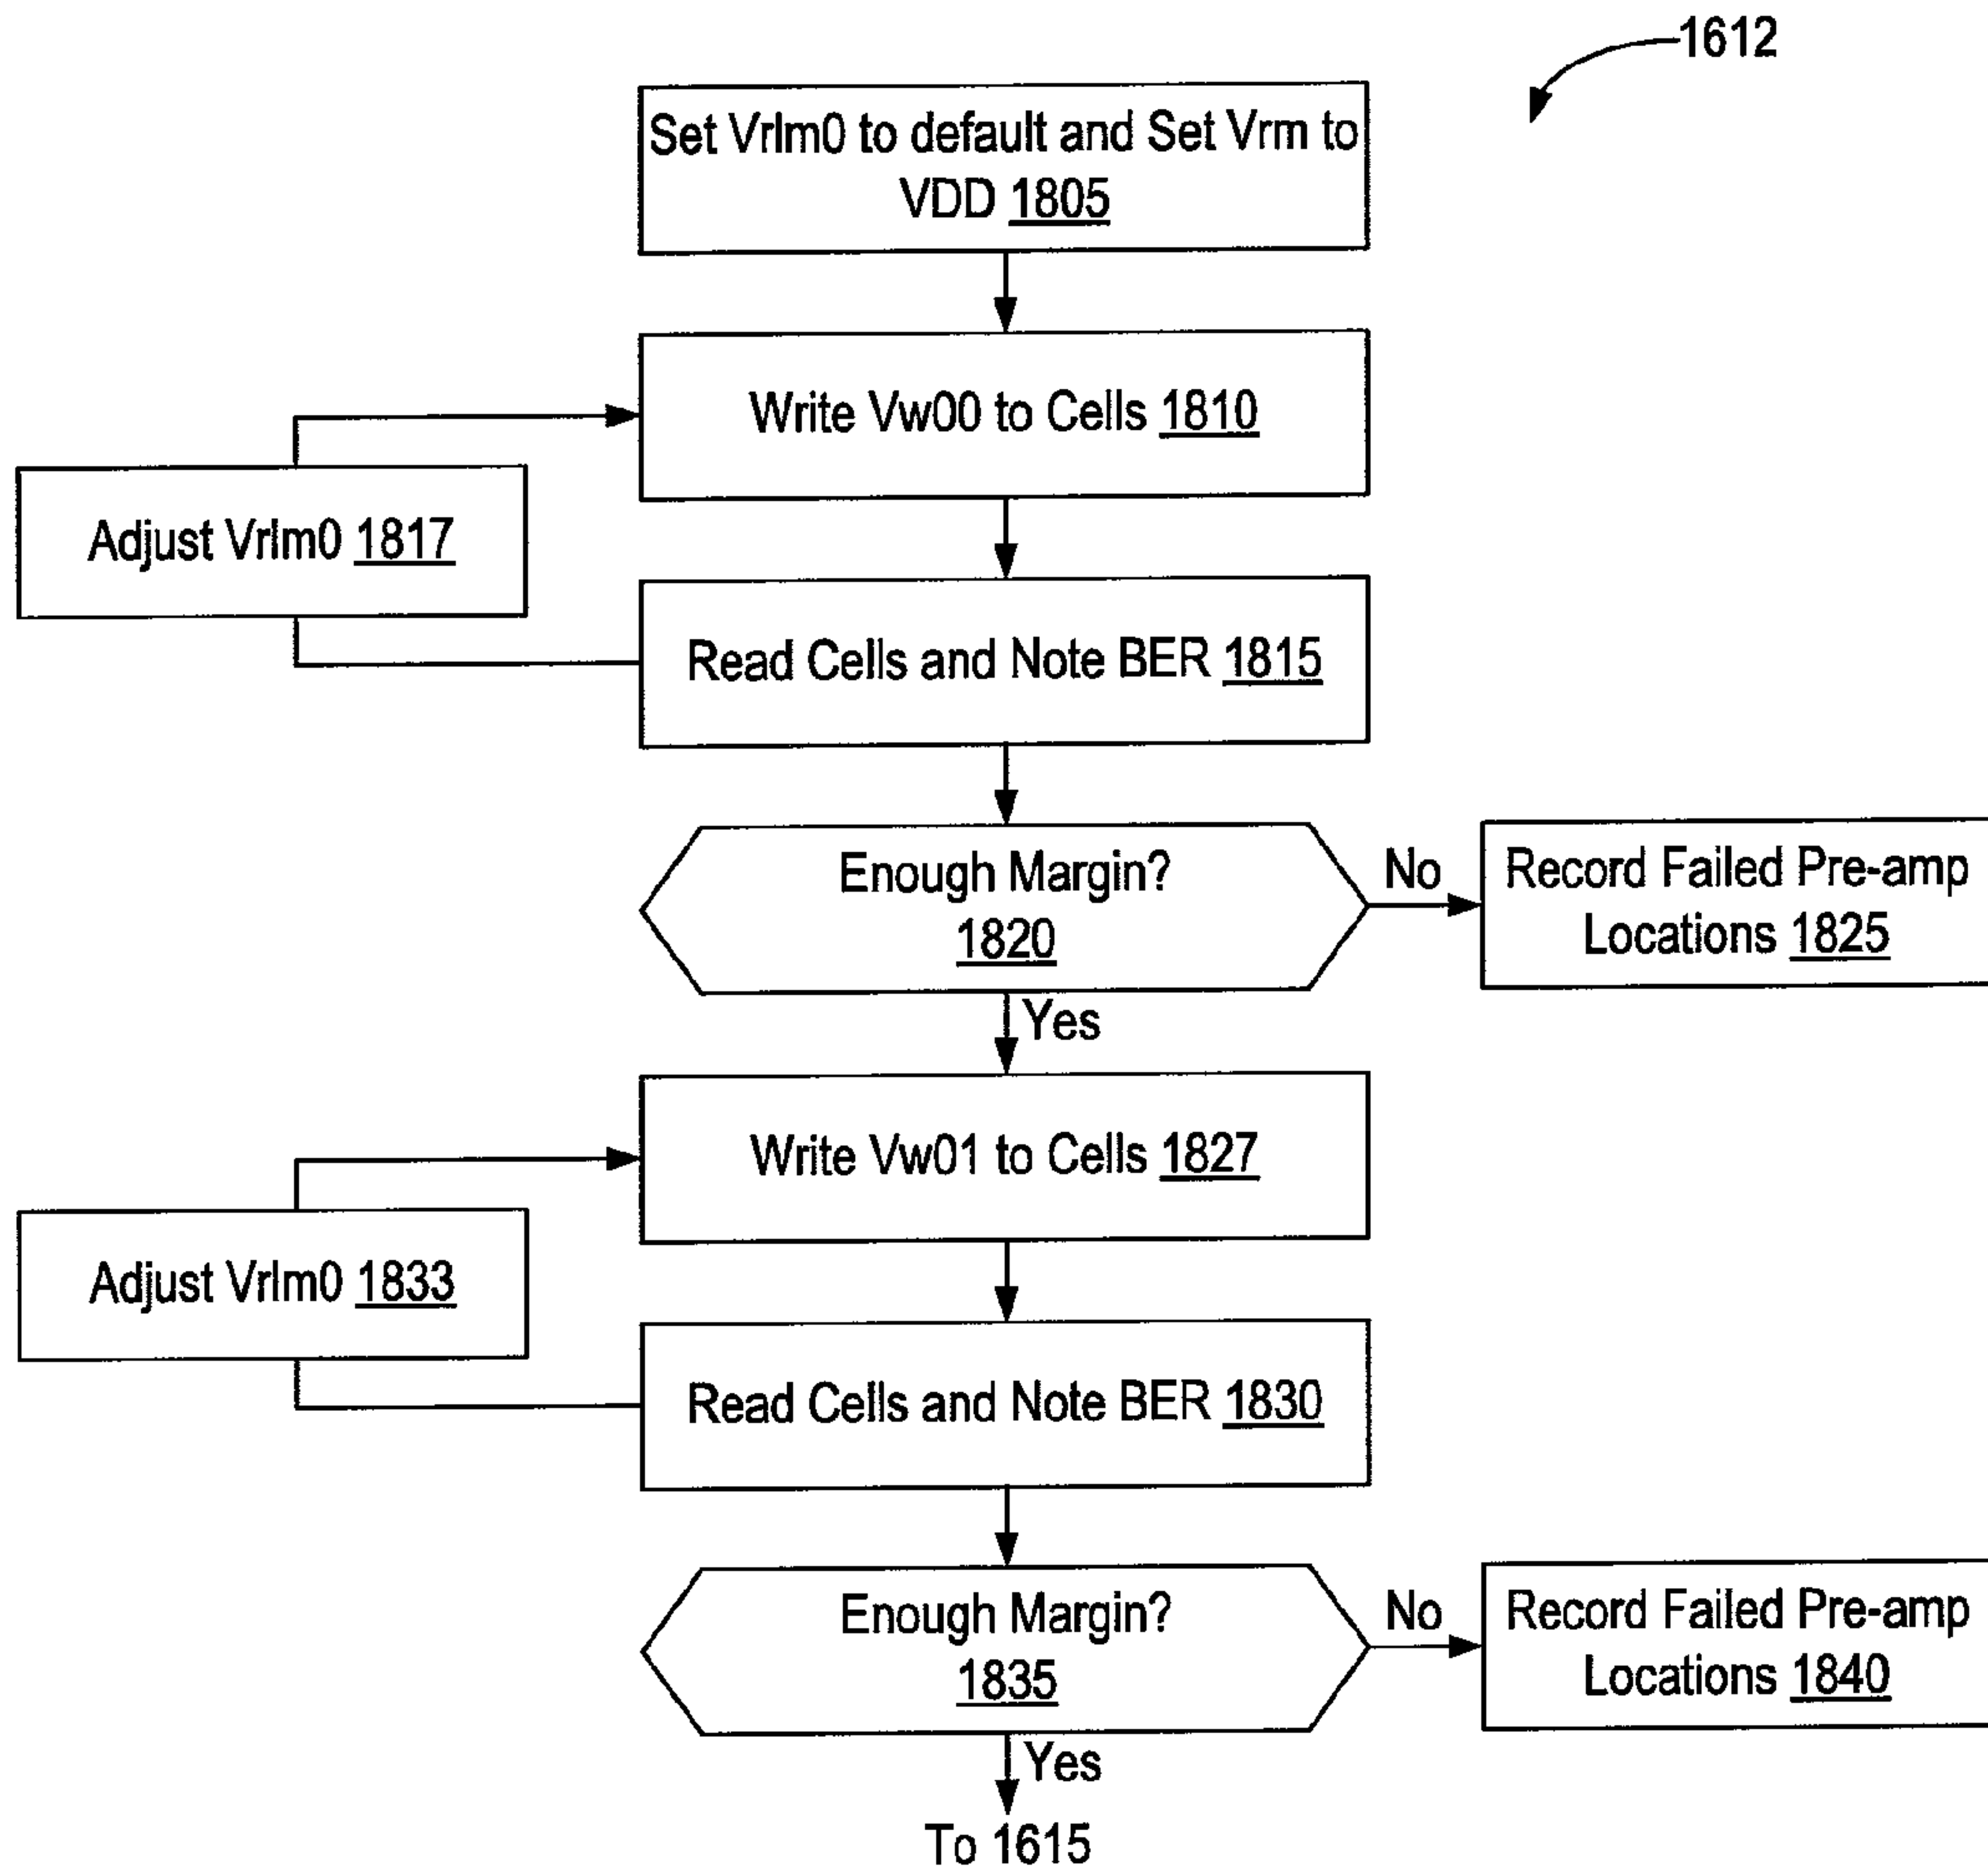 1612
Set Vrlm0 to default and Set Vrm to
VDD 1805
Write Vw00 to Cells 1810
Adjust Vrlm0 1817
Read Cells and Note BER 1815
Enough Margin?
1820
No
Record Failed Pre-amp
Locations 1825
Yes
Write Vw01 to Cells 1827
Adjust Vrlm0 1833
Read Cells and Note BER 1830
Enough Margin?
1835
No
Record Failed Pre-amp
Locations 1840
Yes
To 1615